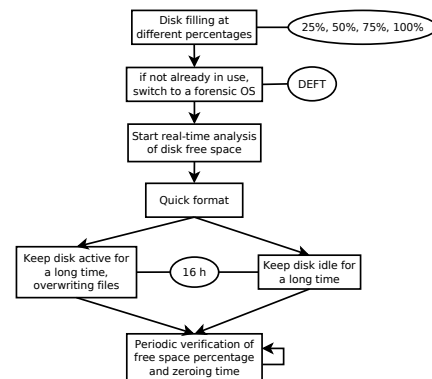 Disk filling at
different percentages
25%, 50%, 75%, 100%
if not already in use,
switch to a forensic OS
DEFT
Start real-time analysis
of disk free space
Quick format
Keep disk active for
a long time,
overwriting files
16 h
Keep disk idle for
a long time
Periodic verification of
free space percentage
and zeroing time